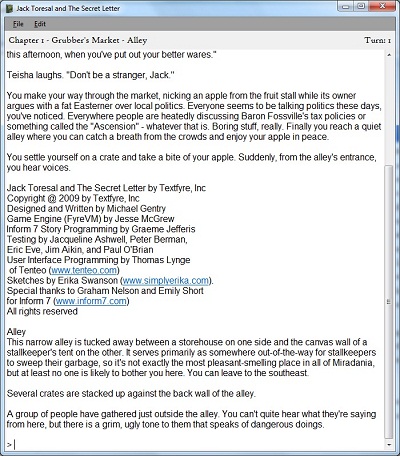 Jack Toresal and The Secret Letter
File Edit
Chapter 1 - Grubber's Market - Alley Turn: 1
this afternoon, when you've put out your better wares."
Teisha laughs. "Don't be a stranger, Jack."
You make your way through the market, nicking an apple from the fruit stall while its owner
argues with a fat Easterner over local politics. Everyone seems to be talking politics these days,
you've noticed. Everywhere people are heatedly discussing Baron Fossville's tax policies or
something called the "Ascension" - whatever that is. Boring stuff, really. Finally you reach a quiet
alley where you can catch a breath from the crowds and enjoy your apple in peace.
You settle yourself on a crate and take a bite of your apple. Suddenly, from the alley's entrance,
you hear voices.
Jack Toresal and The Secret Letter by Textfyre, Inc
Copyright @ 2009 by Textfyre, Inc
Designed and Written by Michael Gentry
Game Engine (FyreVM) by Jesse McGrew
Inform 7 Story Programming by Graeme Jefferis
Testing by Jacqueline Ashwell, Peter Berman,
Eric Eve, Jim Aikin, and Paul O'Brian
User Interface Programming by Thomas Lynge
of Tenteo (www.tenteo.com)
Sketches by Erika Swanson (www.simplyerika.com).
Special thanks to Graham Nelson and Emily Short
for Inform 7 (www.inform7.com)
All rights reserved
Alley
This narrow alley is tucked away between a storehouse on one side and the canvas wall of a
stallkeeper's tent on the other. It serves primarily as somewhere out-of-the-way for stallkeepers
to sweep their garbage, so it's not exactly the most pleasant-smelling place in all of Miradania,
but at least no one is likely to bother you here. You can leave to the southeast.
Several crates are stacked up against the back wall of the alley.
A group of people have gathered just outside the alley. You can't quite hear what they're saying
from here, but there is a grim, ugly tone to them that speaks of dangerous doings.
>